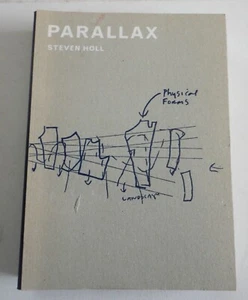 PARALLAX
STEVEN HOLL
Physical
Forms